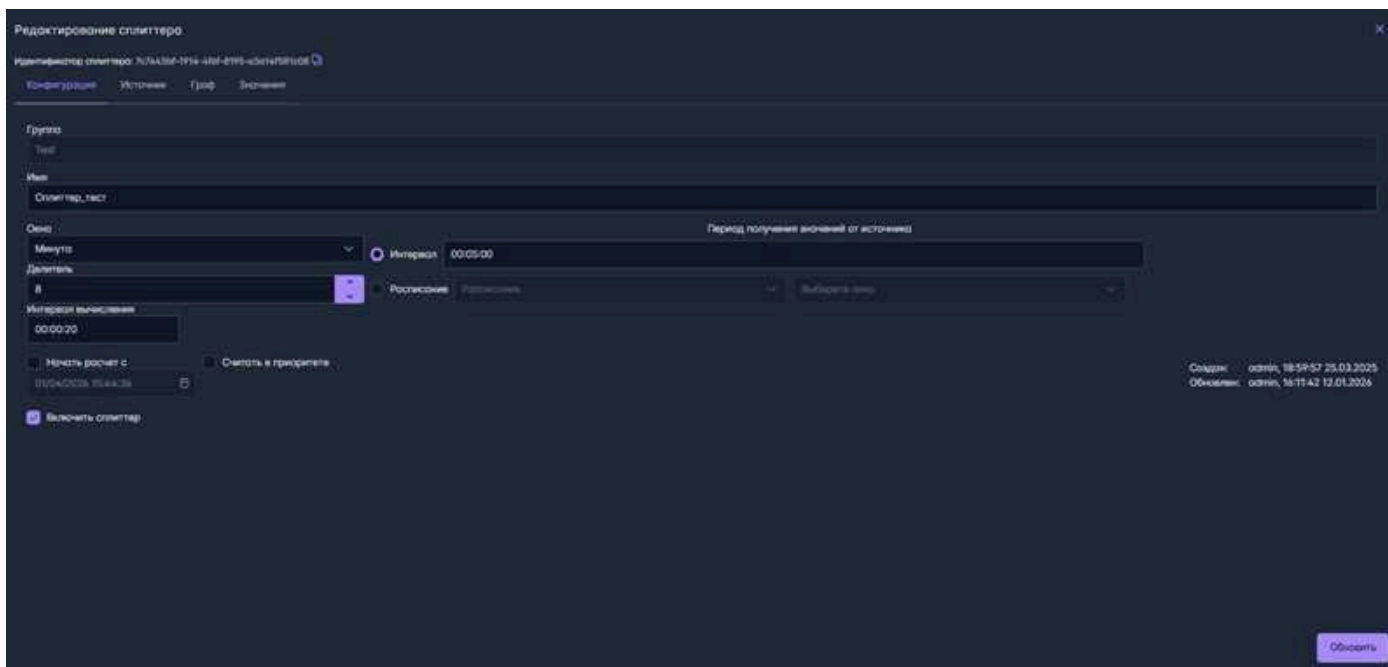 Редактирование сплиттера
Идентификатор сплиттера:
Конфигурация Источник Граф Значения
Группа
Test
Имя
Сплиттер_тест
Окно
Период получения значений от источника
Минута
Интервал 00:05:00
Делитель
8
Расписание Расписание Выберите окно
Интервал вычисления
00:00:20
Начать расчет с Считать в приоритете
Создан: admin, 18:59:57 25.03.2025
Обновлен: admin, 16:11:42 12.01.2026
Включить сплиттер
Обновить